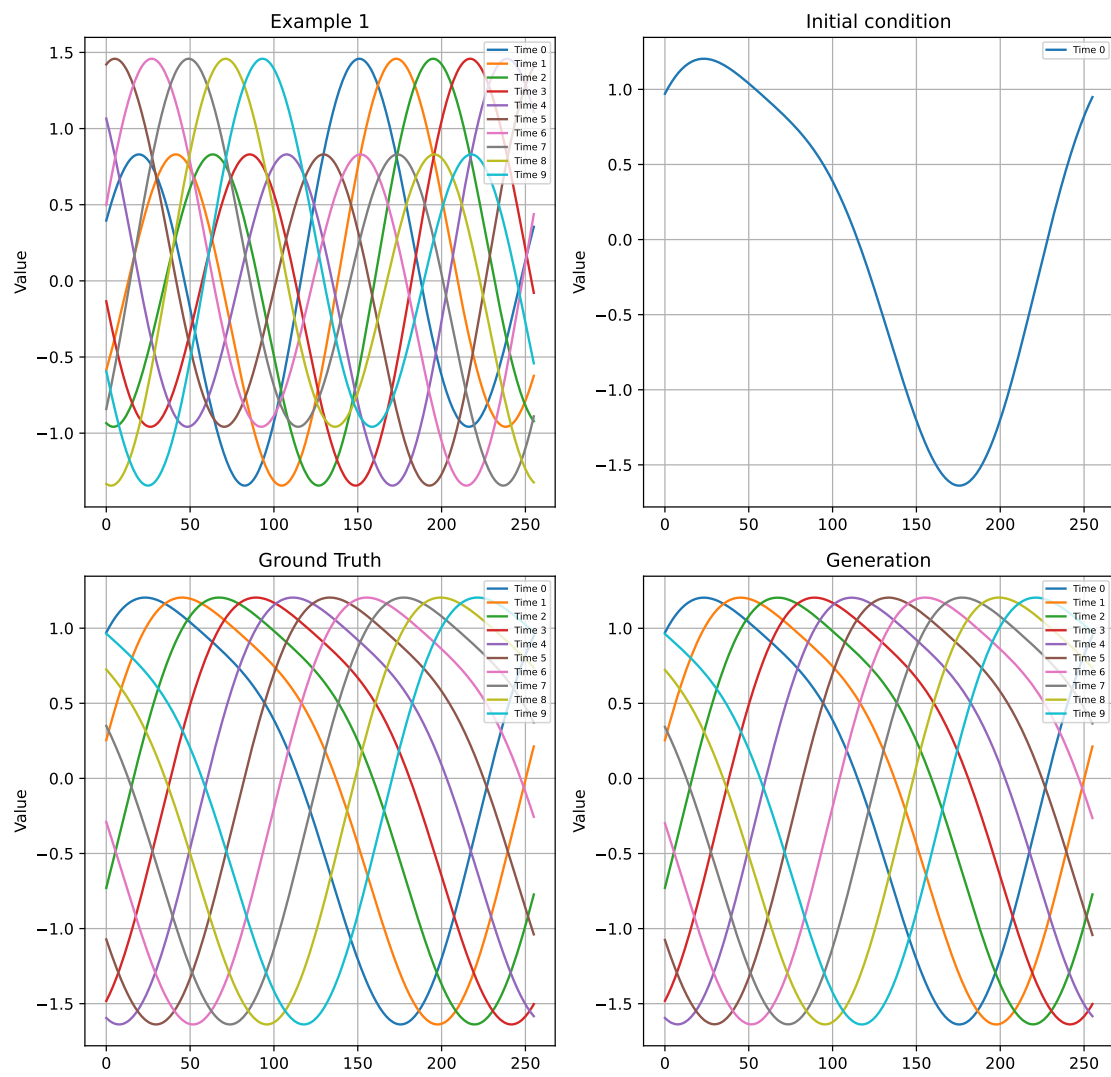 Example 1
Value
1.5
1.0
0.5
0.0
−0.5
−1.0
0
50
100
150
200
250
Time 0
Time 1
Time 2
Time 3
Time 4
Time 5
Time 6
Time 7
Time 8
Time 9
Initial condition
Value
1.0
0.5
0.0
−0.5
−1.0
−1.5
0
50
100
150
200
250
Time 0
Ground Truth
Value
1.0
0.5
0.0
−0.5
−1.0
−1.5
0
50
100
150
200
250
Time 0
Time 1
Time 2
Time 3
Time 4
Time 5
Time 6
Time 7
Time 8
Time 9
Generation
Value
1.0
0.5
0.0
−0.5
−1.0
−1.5
0
50
100
150
200
250
Time 0
Time 1
Time 2
Time 3
Time 4
Time 5
Time 6
Time 7
Time 8
Time 9